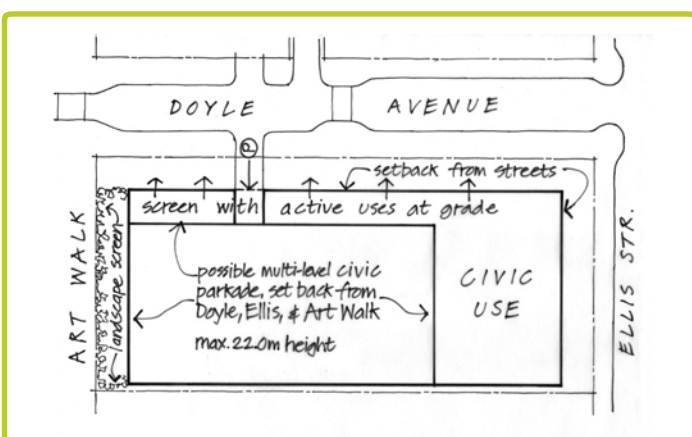 DOYLE AVENUE
P
setback from streets
screen with active uses at grade
ART WALK
landscape screen
possible multi-level civic
parkade, set back from
Doyle, Ellis, & Art Walk
max. 22.0m height
CIVIC
USE
ELLIS STR.